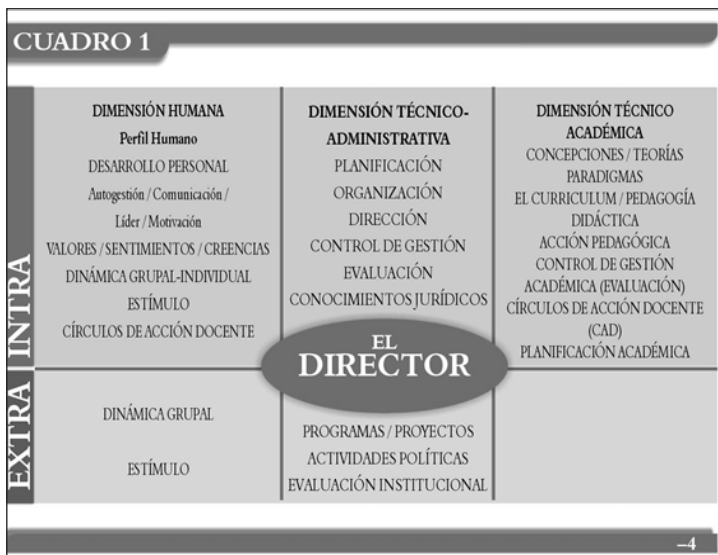 CUADRO 1
INTRA
DIMENSIÓN HUMANA
Perfil Humano
DESARROLLO PERSONAL
Autogestión / Comunicación /
Líder / Motivación
VALORES / SENTIMIENTOS / CREENCIAS
DINÁMICA GRUPAL-INDIVIDUAL
ESTÍMULO
CÍRCULOS DE ACCIÓN DOCENTE
DIMENSIÓN TÉCNICO-
ADMINISTRATIVA
PLANIFICACIÓN
ORGANIZACIÓN
DIRECCIÓN
CONTROL DE GESTIÓN
EVALUACIÓN
CONOCIMIENTOS JURÍDICOS
DIMENSIÓN TÉCNICO
ACADÉMICA
CONCEPCIONES / TEORÍAS
PARADIGMAS
EL CURRICULUM / PEDAGOGÍA
DIDÁCTICA
ACCIÓN PEDAGÓGICA
CONTROL DE GESTIÓN
ACADÉMICA (EVALUACIÓN)
CÍRCULOS DE ACCIÓN DOCENTE
(CAD)
PLANIFICACIÓN ACADÉMICA
EL
DIRECTOR
EXTRA
DINÁMICA GRUPAL
ESTÍMULO
PROGRAMAS / PROYECTOS
ACTIVIDADES POLÍTICAS
EVALUACIÓN INSTITUCIONAL
–4